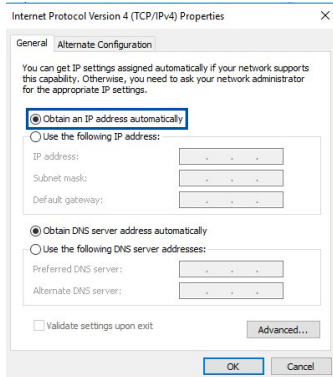 Internet Protocol Version 4 (TCP/IPv4) Properties
General
Alternate Configuration
You can get IP settings assigned automatically if your network supports
this capability. Otherwise, you need to ask your network administrator
for the appropriate IP settings.
Obtain an IP address automatically
Use the following IP address:
IP address:
Subnet mask:
Default gateway:
Obtain DNS server address automatically
Use the following DNS server addresses:
Preferred DNS server:
Alternate DNS server:
Validate settings upon exit
Advanced...
OK
Cancel